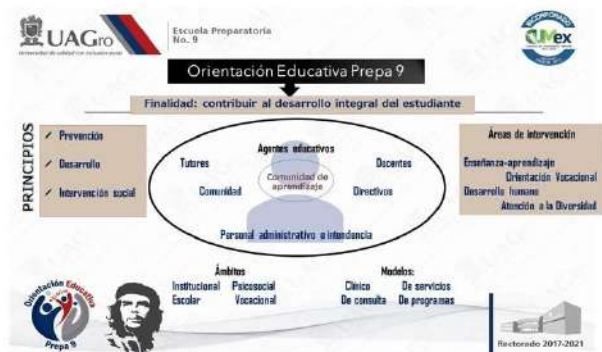 UAGro
Universidad de calidad con inclusión social
Escuela Preparatoria
No. 9
CUMex
Orientación Educativa Prepa 9
Finalidad: contribuir al desarrollo integral del estudiante
PRINCIPIOS
✓ Prevención
✓ Desarrollo
✓ Intervención social
Agentes educativos
Tutores
Docentes
Comunidad de
aprendizaje
Comunidad
Directivos
Personal administrativo e intendencia
Áreas de intervención
Enseñanza-aprendizaje
Orientación Vocacional
Desarrollo humano
Atención a la Diversidad
Ámbitos
Institucional Psicosocial
Escolar Vocacional
Modelos:
Clínico De servicios
De consulta De programas
Orientación Educativa
Prepa 9
Rectorado 2017-2021